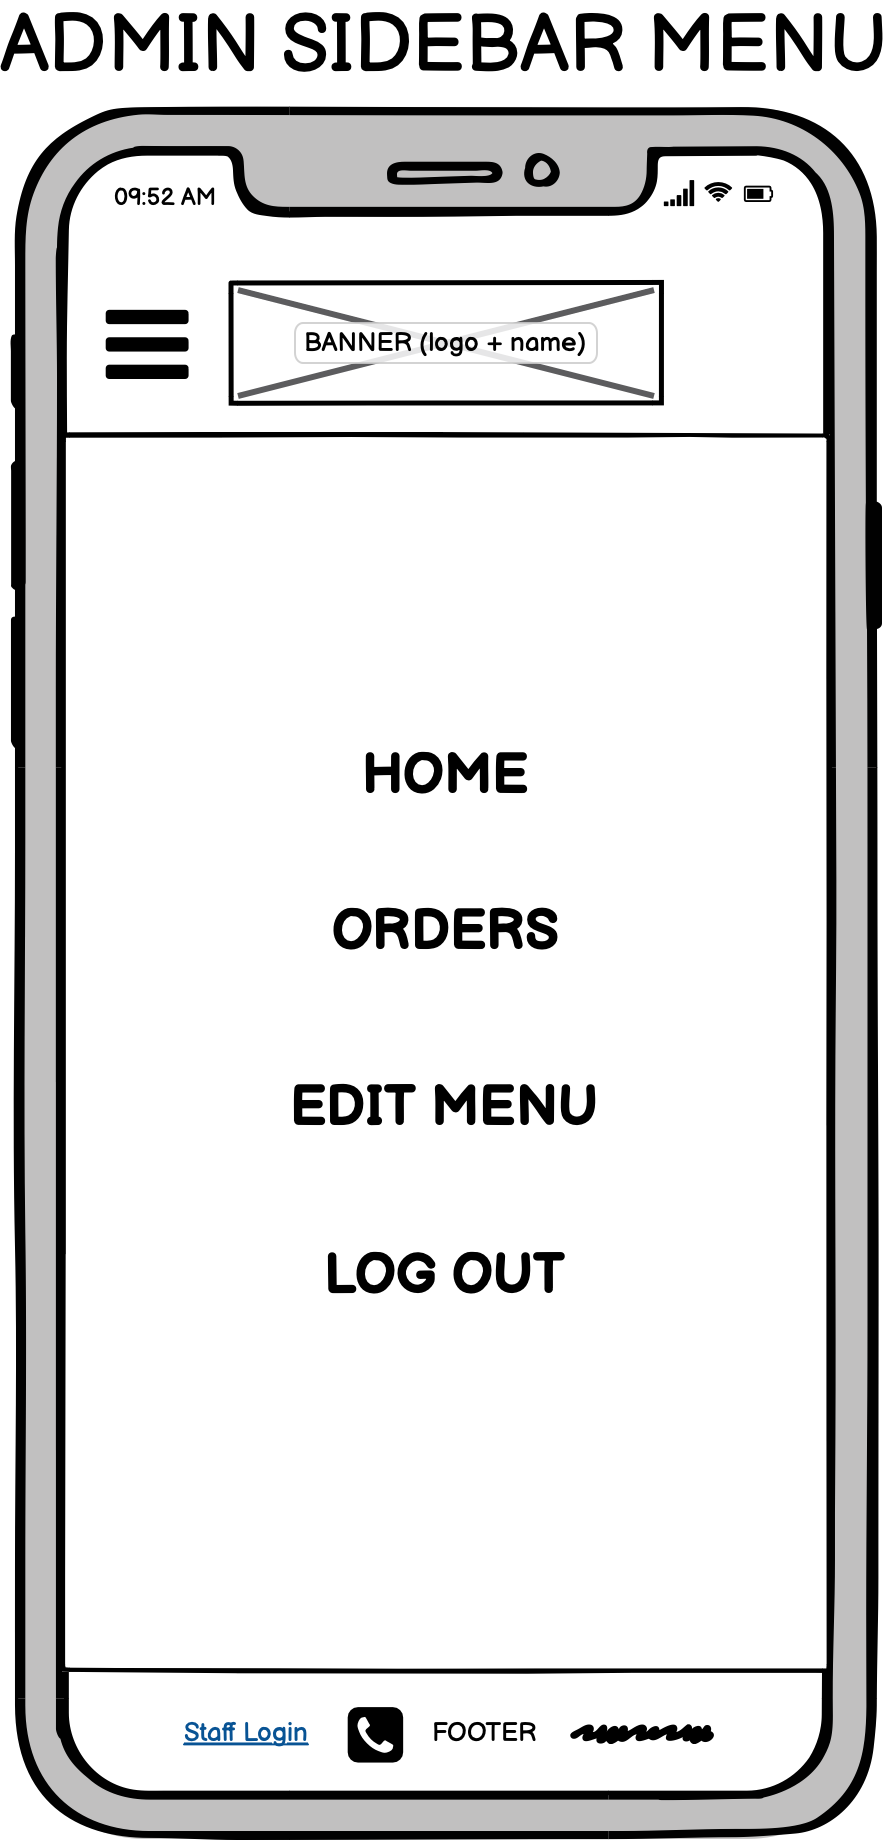 ADMIN SIDEBAR MENU
09:52 AM
BANNER (logo + name)
HOME
ORDERS
EDIT MENU
LOG OUT
Staff Login FOOTER